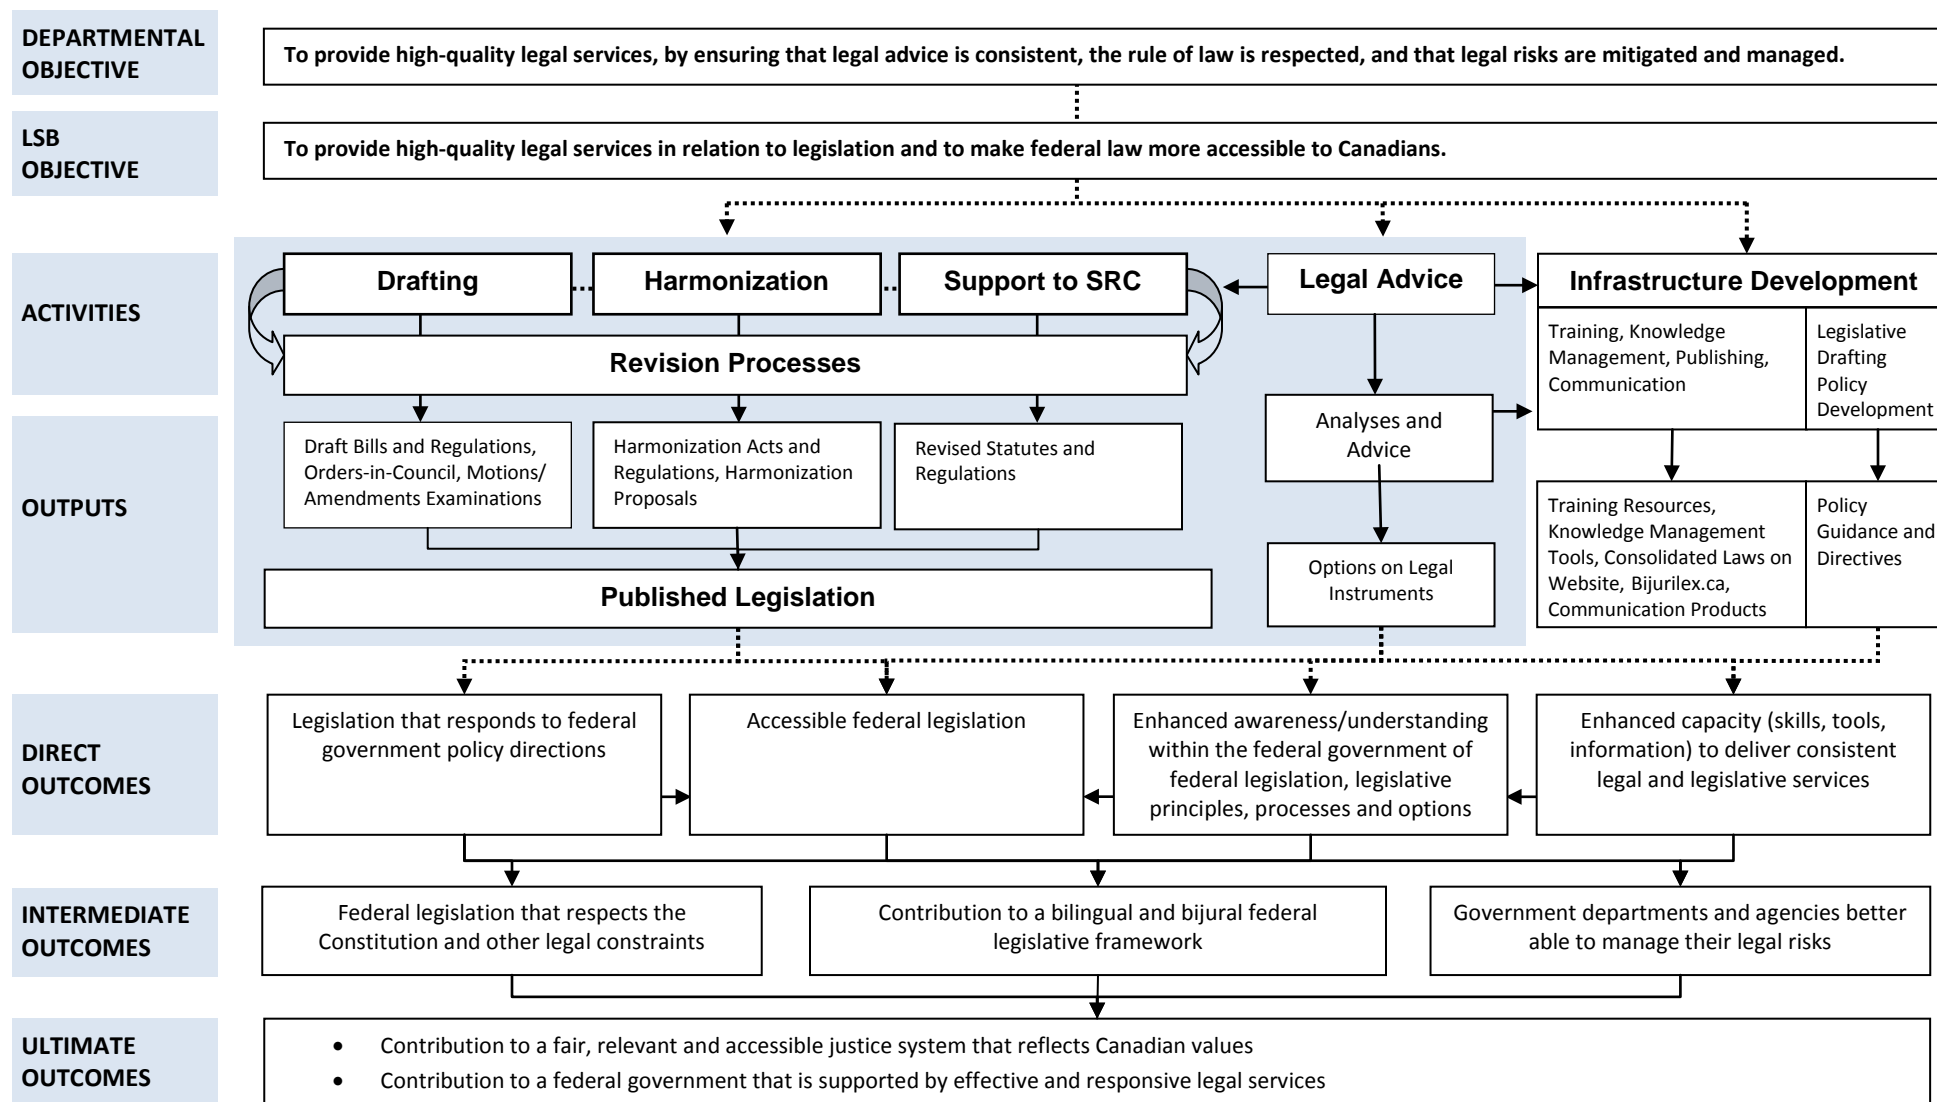 DEPARTMENTAL
OBJECTIVE
To provide high-quality legal services, by ensuring that legal advice is consistent, the rule of law is respected, and that legal risks are mitigated and managed.
LSB
OBJECTIVE
To provide high-quality legal services in relation to legislation and to make federal law more accessible to Canadians.
ACTIVITIES
Drafting
Harmonization
Support to SRC
Legal Advice
Infrastructure Development
Revision Processes
Training, Knowledge
Management, Publishing,
Communication
Legislative
Drafting
Policy
Development
OUTPUTS
Draft Bills and Regulations,
Orders-in-Council, Motions/
Amendments Examinations
Harmonization Acts and
Regulations, Harmonization
Proposals
Revised Statutes and
Regulations
Analyses and
Advice
Options on Legal
Instruments
Training Resources,
Knowledge Management
Tools, Consolidated Laws on
Website, Bijurilex.ca,
Communication Products
Policy
Guidance and
Directives
Published Legislation
DIRECT
OUTCOMES
Legislation that responds to federal
government policy directions
Accessible federal legislation
Enhanced awareness/understanding
within the federal government of
federal legislation, legislative
principles, processes and options
Enhanced capacity (skills, tools,
information) to deliver consistent
legal and legislative services
INTERMEDIATE
OUTCOMES
Federal legislation that respects the
Constitution and other legal constraints
Contribution to a bilingual and bijural federal
legislative framework
Government departments and agencies better
able to manage their legal risks
ULTIMATE
OUTCOMES
• Contribution to a fair, relevant and accessible justice system that reflects Canadian values
• Contribution to a federal government that is supported by effective and responsive legal services